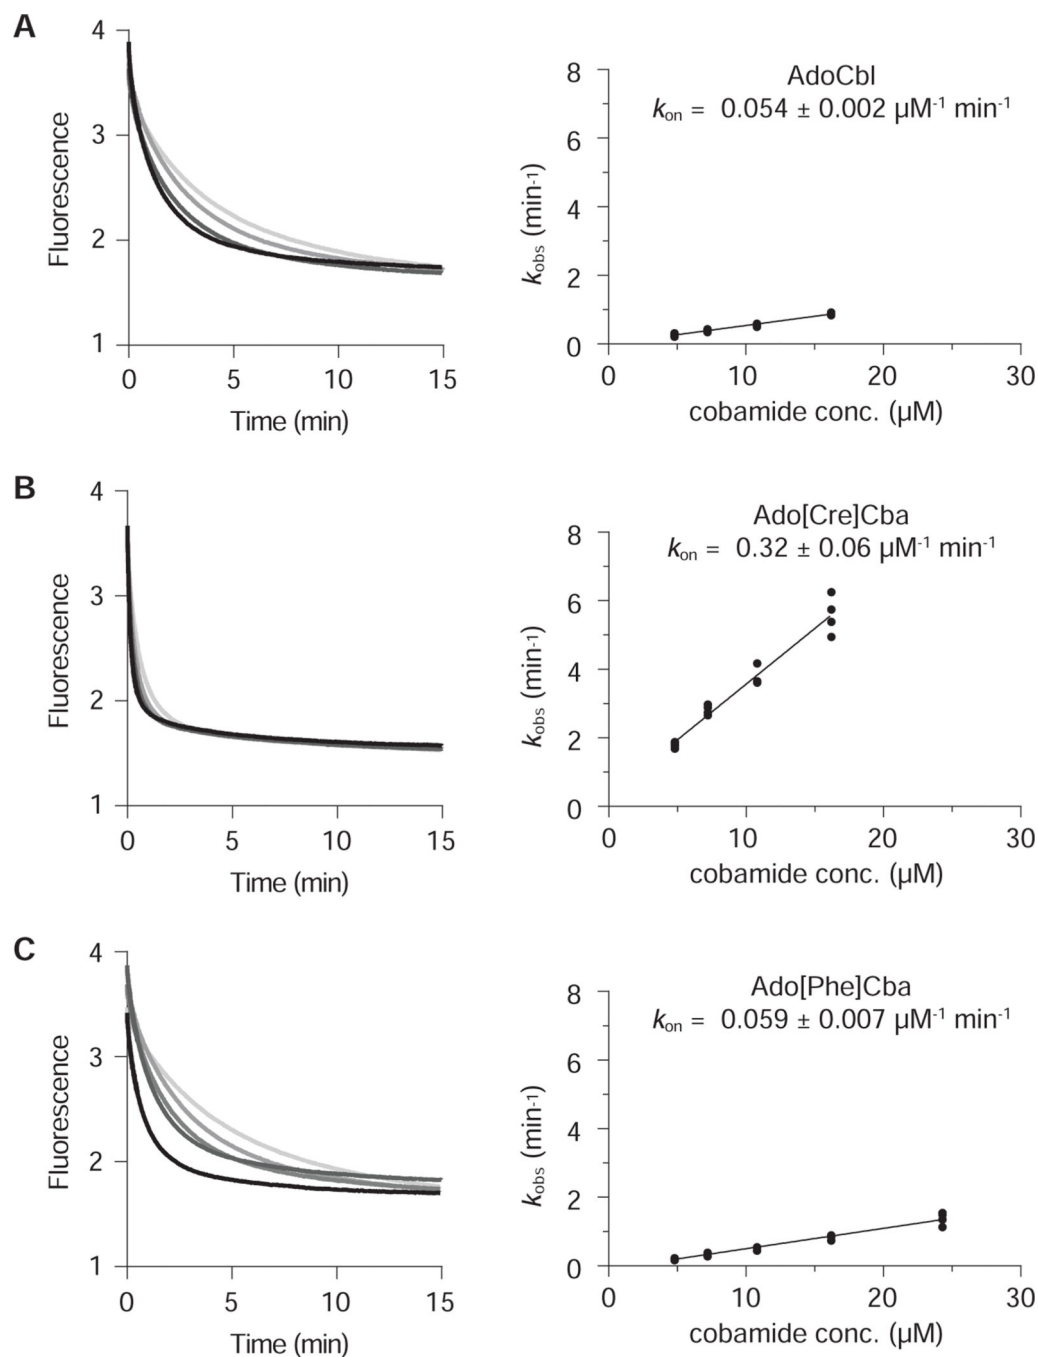 A
4
3
2
1
Fluorescence
0 5 10 15
Time (min)
AdoCbl
kon = 0.054 ± 0.002 µM-1 min-1
8
6
4
2
0
kobs (min-1)
0 10 20 30
cobamide conc. (µM)
B
4
3
2
1
Fluorescence
0 5 10 15
Time (min)
Ado[Cre]Cba
kon = 0.32 ± 0.06 µM-1 min-1
8
6
4
2
0
kobs (min-1)
0 10 20 30
cobamide conc. (µM)
C
4
3
2
1
Fluorescence
0 5 10 15
Time (min)
Ado[Phe]Cba
kon = 0.059 ± 0.007 µM-1 min-1
8
6
4
2
0
kobs (min-1)
0 10 20 30
cobamide conc. (µM)